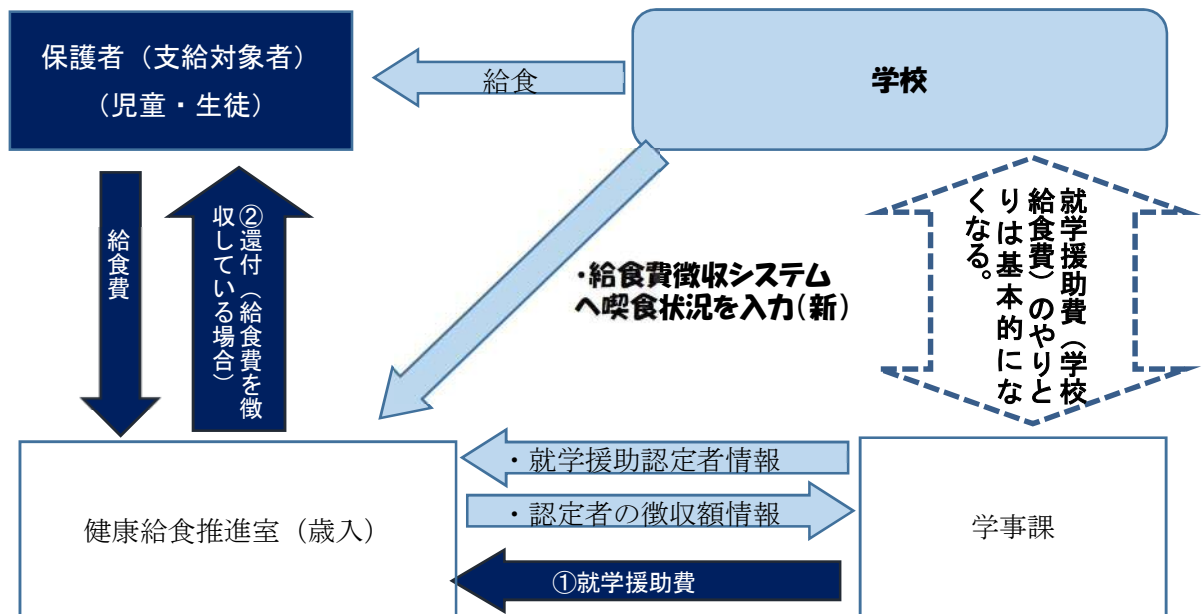 保護者（支給対象者）
（児童・生徒）
給食
学校
給食費
②還付（給食費を徴
収している場合）
・給食費徴収システム
へ喫食状況を入力（新）
就学援助費（学校
給食費）のやりと
りは基本的にな
くなる。
健康給食推進室（歳入）
・就学援助認定者情報
・認定者の徴収額情報
①就学援助費
学事課